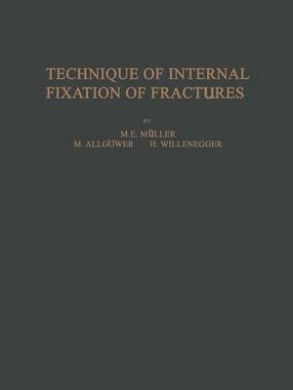 TECHNIQUE OF INTERNAL
FIXATION OF FRACTURES
BY
M.E. MÜLLER
M. ALLGÖWER H. WILLENEGGER